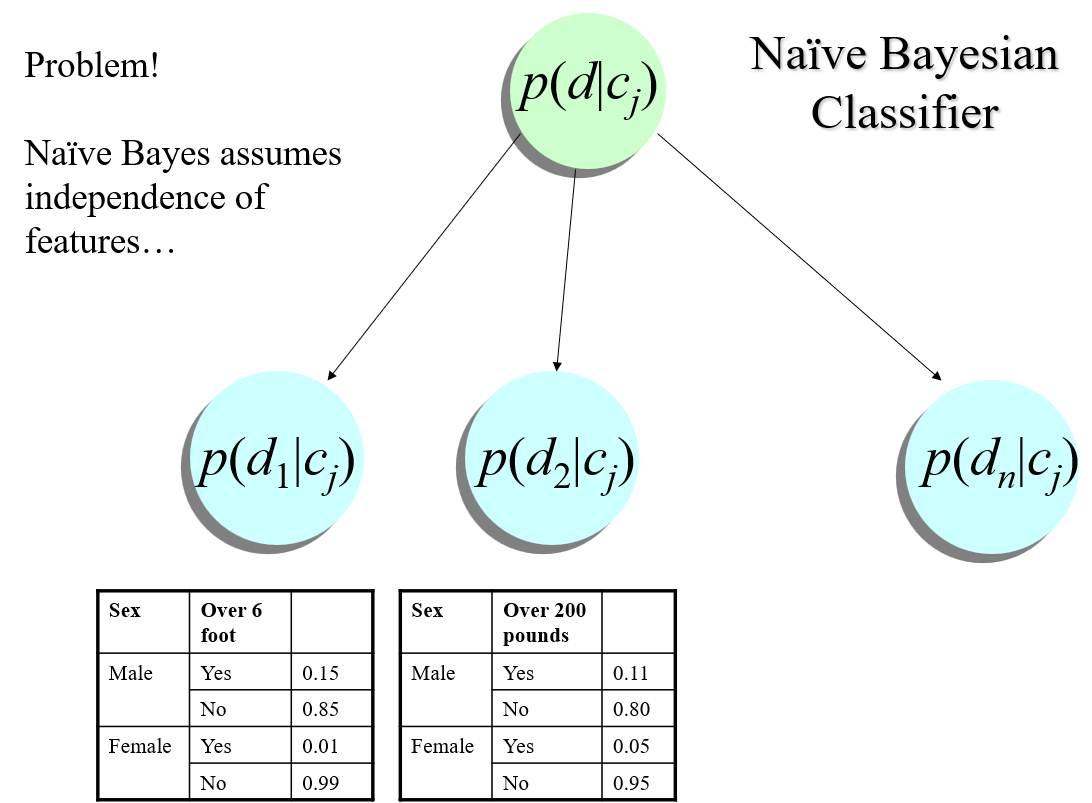 Problem!
Naïve Bayesian
Classifier
Naïve Bayes assumes
independence of
features…
p(d|cⱼ)
p(d₁|cⱼ)
p(d₂|cⱼ)
p(dₙ|cⱼ)
Sex Over 6 foot
Male Yes 0.15
No 0.85
Female Yes 0.01
No 0.99
Sex Over 200 pounds
Male Yes 0.11
No 0.80
Female Yes 0.05
No 0.95